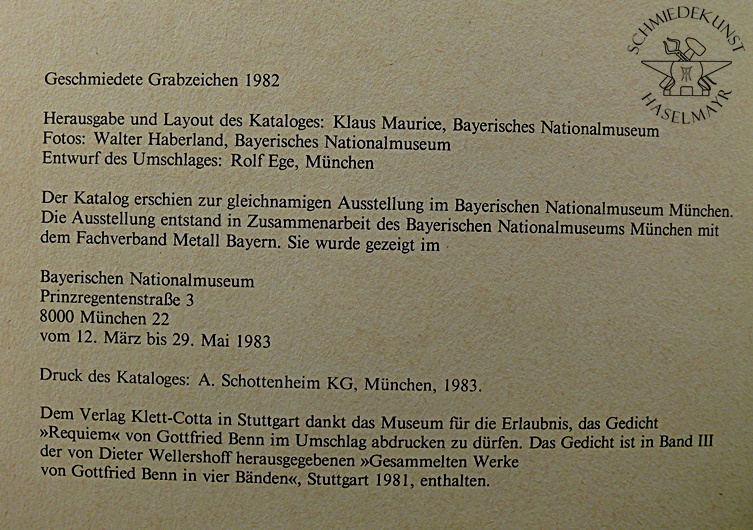 SCHMIEDEKUNST
HASELMAYR
Geschmiedete Grabzeichen 1982
Herausgabe und Layout des Kataloges: Klaus Maurice, Bayerisches Nationalmuseum
Fotos: Walter Haberland, Bayerisches Nationalmuseum
Entwurf des Umschlages: Rolf Ege, München
Der Katalog erschien zur gleichnamigen Ausstellung im Bayerischen Nationalmuseum München.
Die Ausstellung entstand in Zusammenarbeit des Bayerischen Nationalmuseums München mit
dem Fachverband Metall Bayern. Sie wurde gezeigt im
Bayerischen Nationalmuseum
Prinzregentenstraße 3
8000 München 22
vom 12. März bis 29. Mai 1983
Druck des Kataloges: A. Schottenheim KG, München, 1983.
Dem Verlag Klett-Cotta in Stuttgart dankt das Museum für die Erlaubnis, das Gedicht
»Requiem« von Gottfried Benn im Umschlag abdrucken zu dürfen. Das Gedicht ist in Band III
der von Dieter Wellershoff herausgegebenen »Gesammelten Werke
von Gottfried Benn in vier Bänden«, Stuttgart 1981, enthalten.